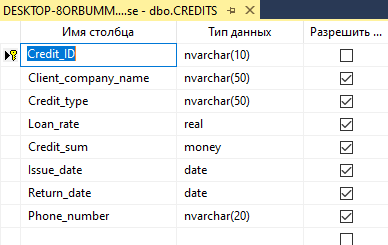 DESKTOP-8ORBUMM....se - dbo.CREDITS
Имя столбца Тип данных Разрешить ...
Credit_ID nvarchar(10)
Client_company_name nvarchar(50)
Credit_type nvarchar(50)
Loan_rate real
Credit_sum money
Issue_date date
Return_date date
Phone_number nvarchar(20)